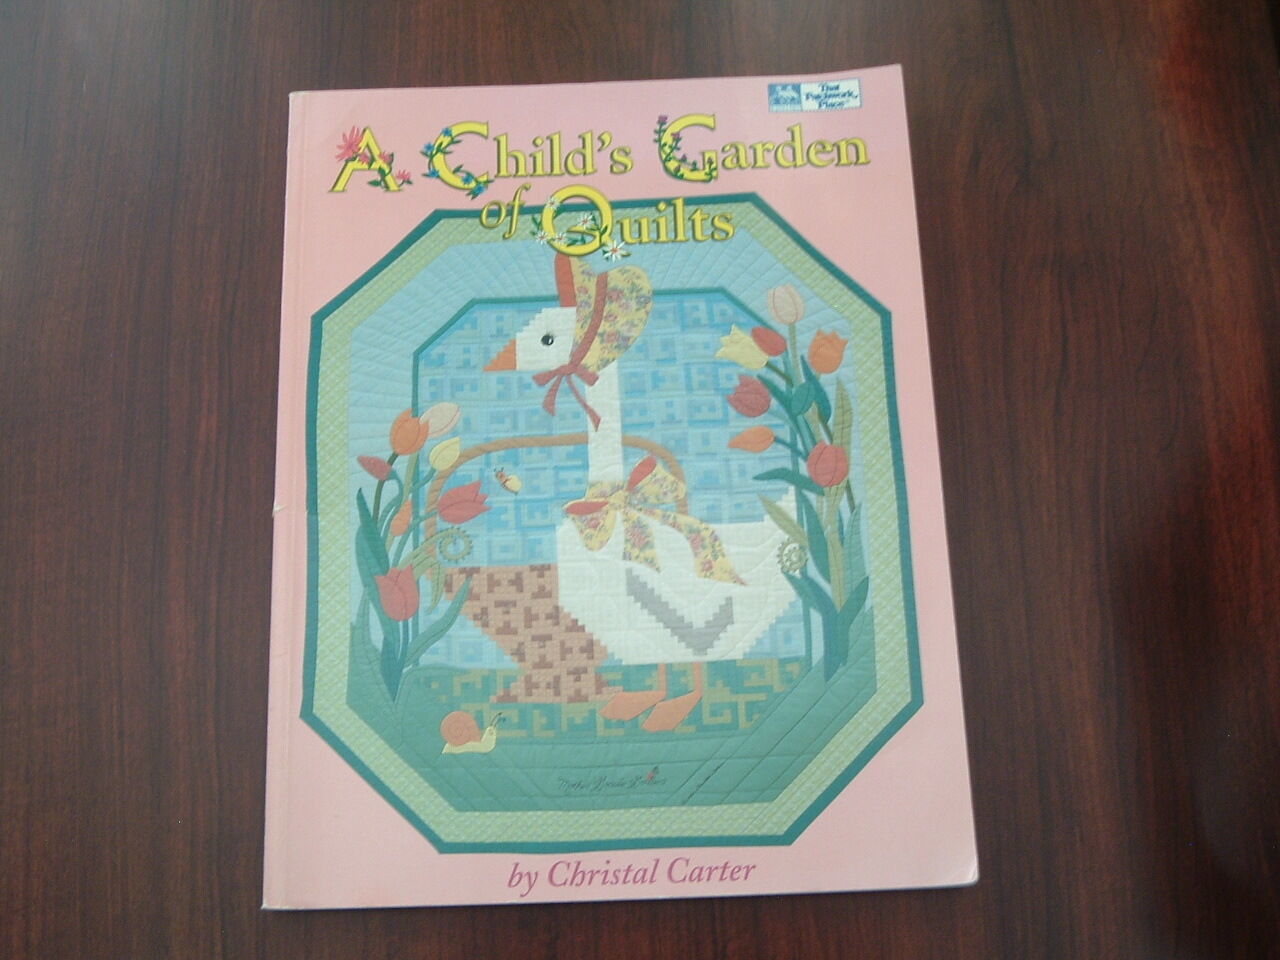 That
Patchwork
Place
A Child's Garden
of Quilts
by Christal Carter